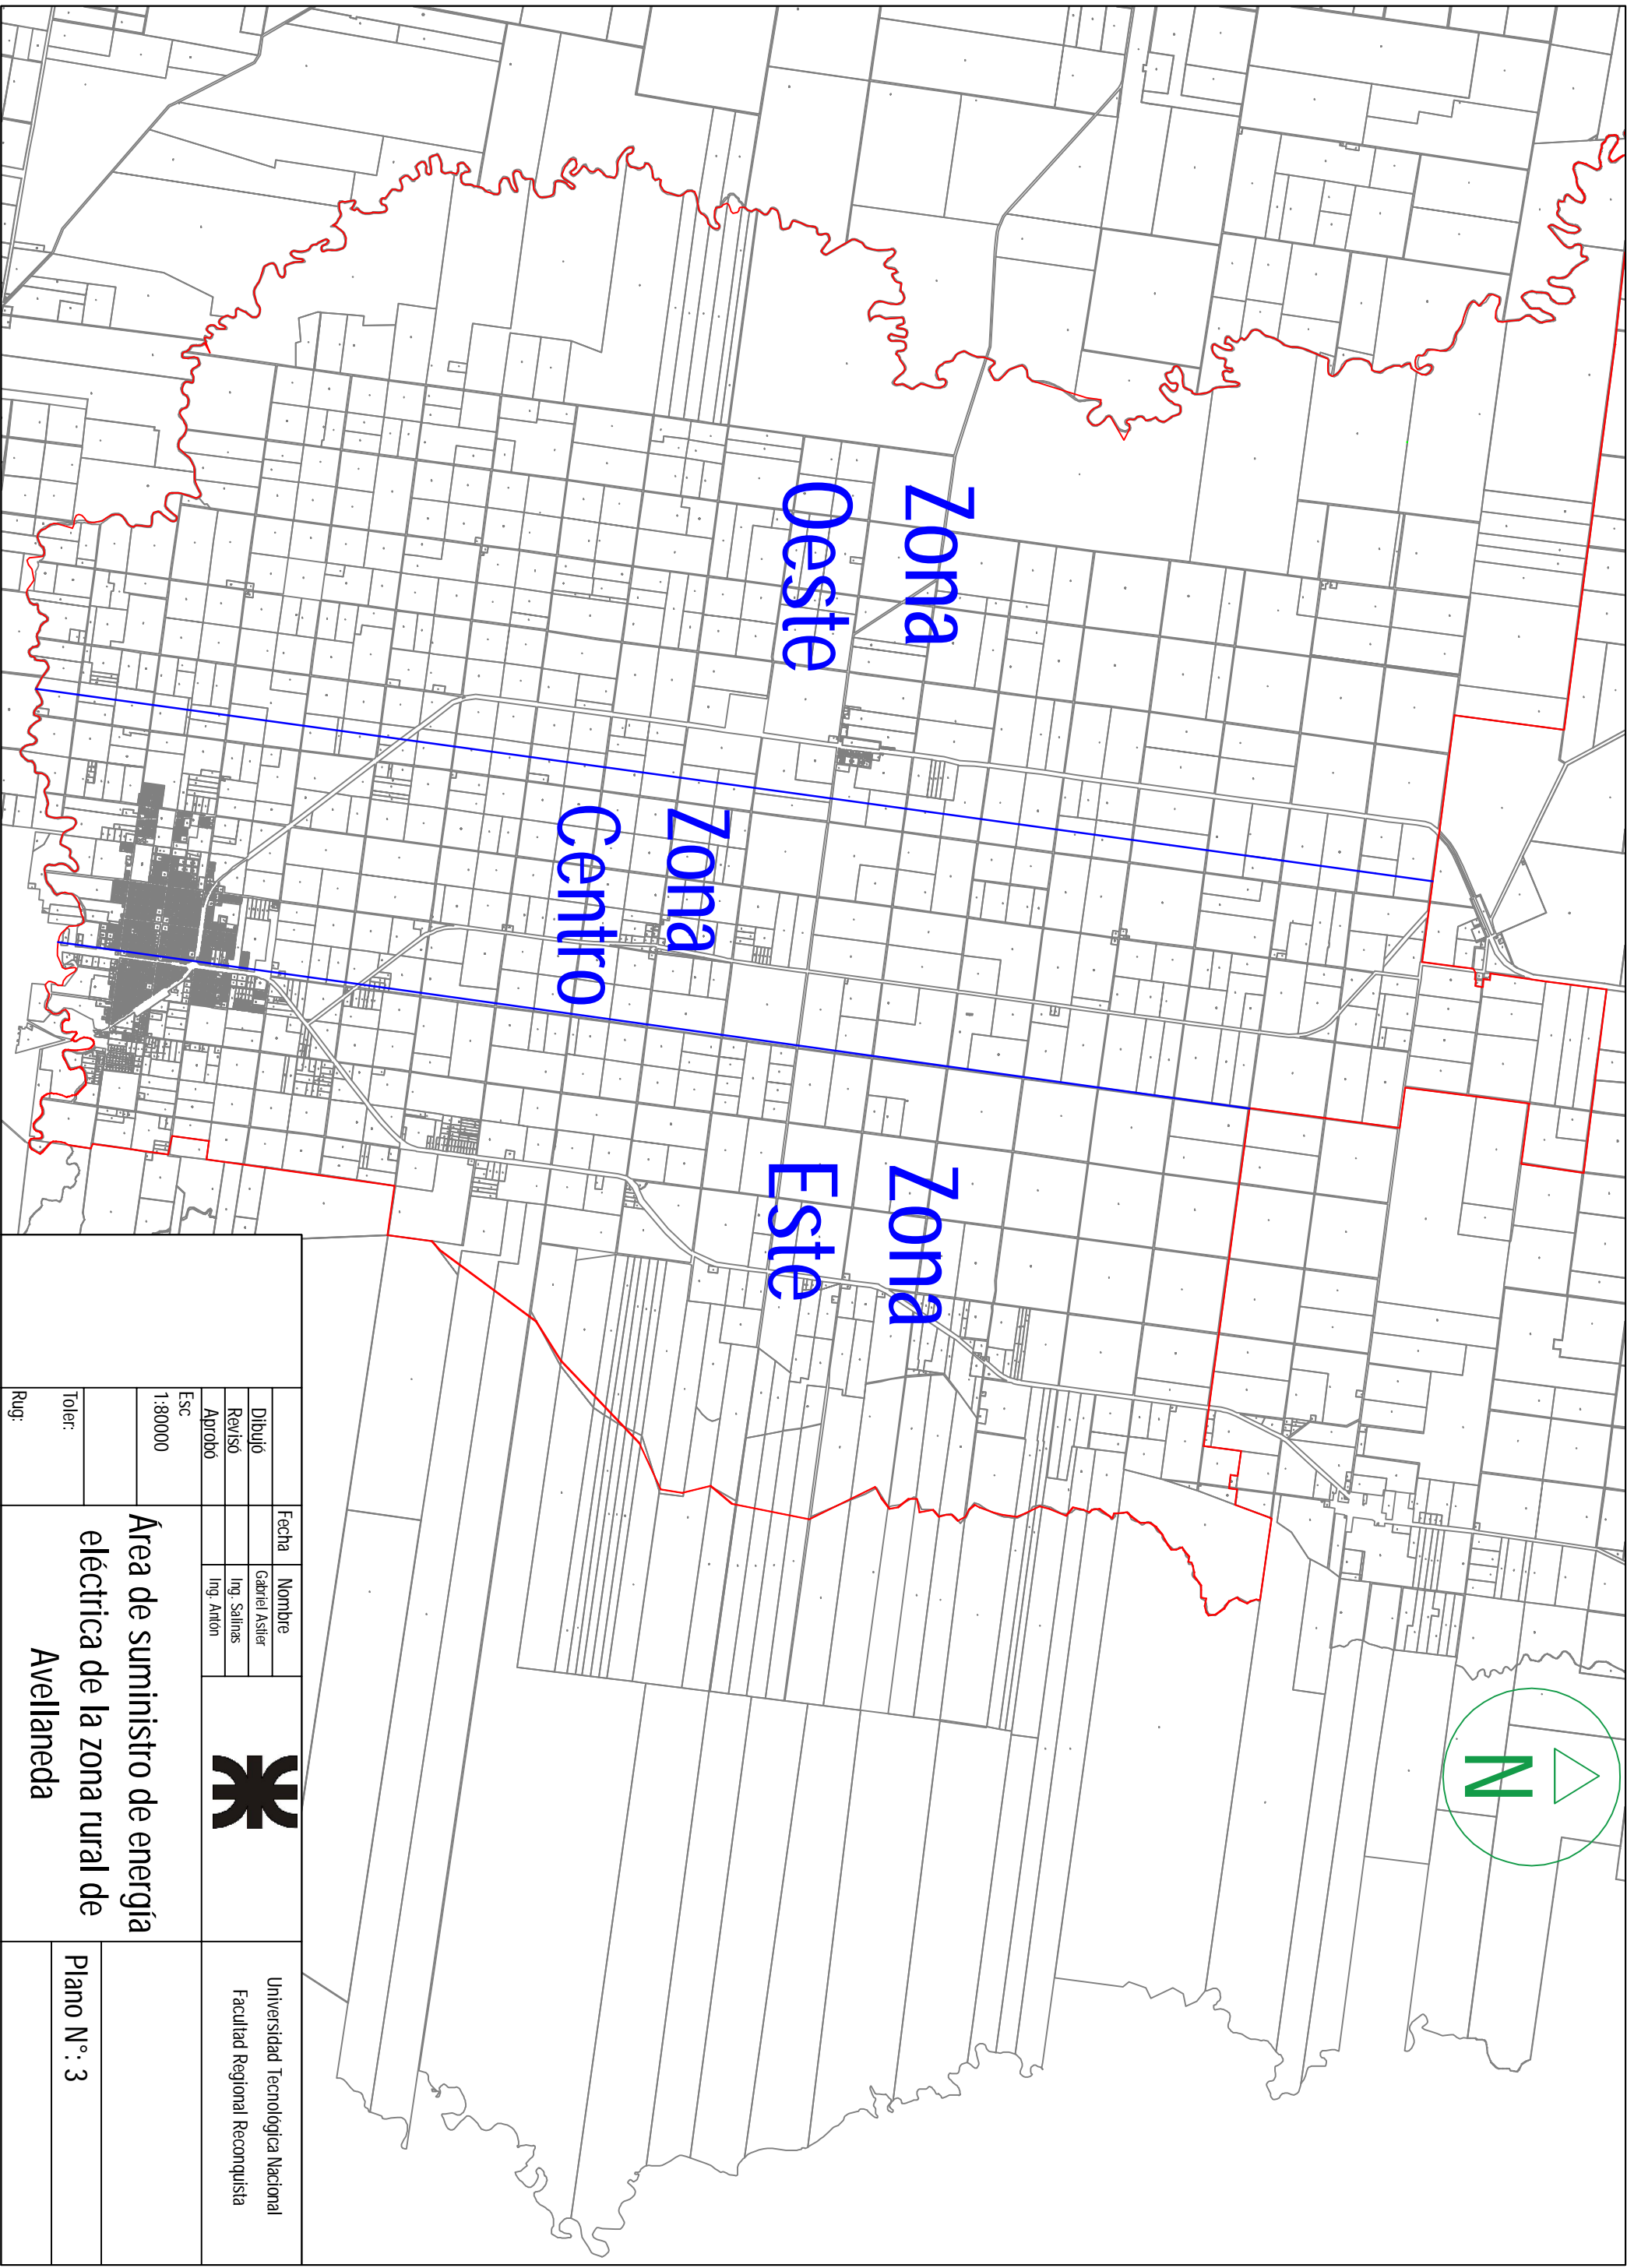 Zona
Oeste
Zona
Centro
Zona
Este
N
Fecha
Nombre
Dibujó
Gabriel Astier
Revisó
Ing. Salinas
Aprobó
Ing. Antón
Universidad Tecnológica Nacional
Facultad Regional Reconquista
Esc
1:80000
Toler:
Rug:
Área de suministro de energía
eléctrica de la zona rural de
Avellaneda
Plano N°: 3